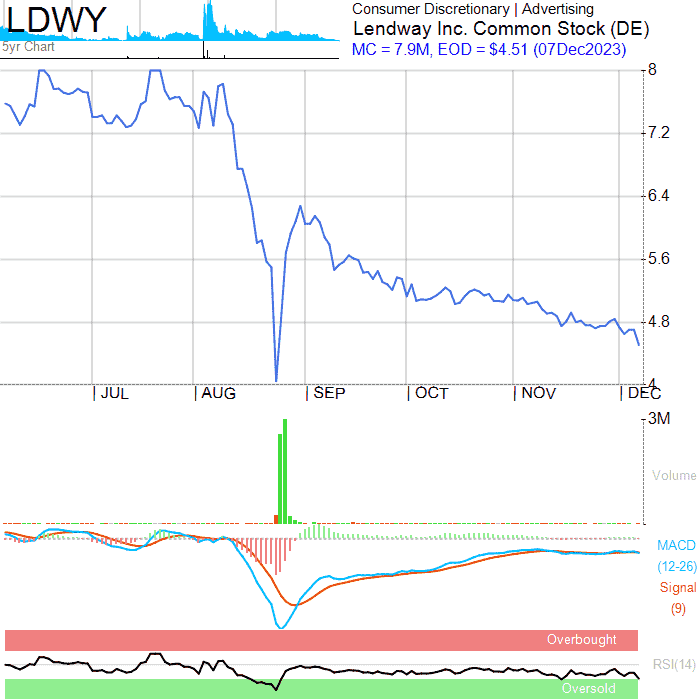 LDWY
5yr Chart
Consumer Discretionary | Advertising
Lendway Inc. Common Stock (DE)
MC = 7.9M, EOD = $4.51 (07Dec2023)
8
7.2
6.4
5.6
4.8
4
JUL AUG SEP OCT NOV DEC
3M
Volume
MACD
(12-26)
Signal
(9)
Overbought
RSI(14)
Oversold